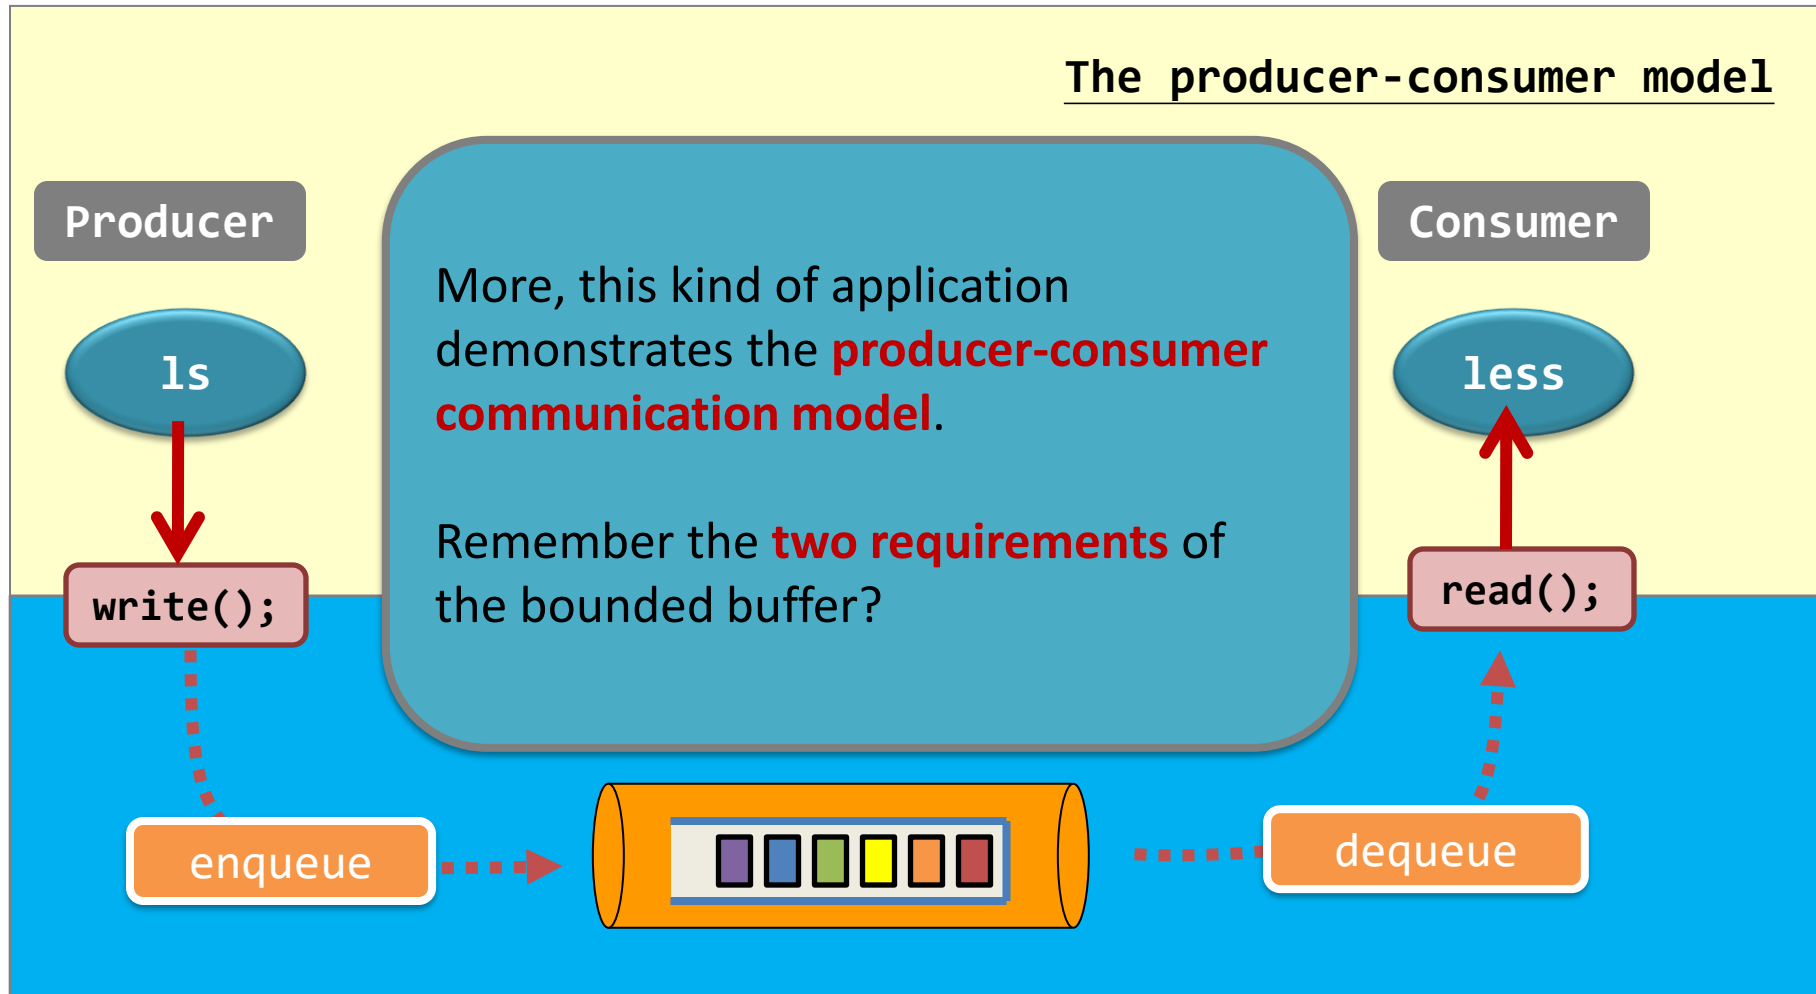 The producer-consumer model
Producer
Consumer
ls
less
More, this kind of application
demonstrates the producer-consumer
communication model.
Remember the two requirements of
the bounded buffer?
write();
read();
enqueue
dequeue